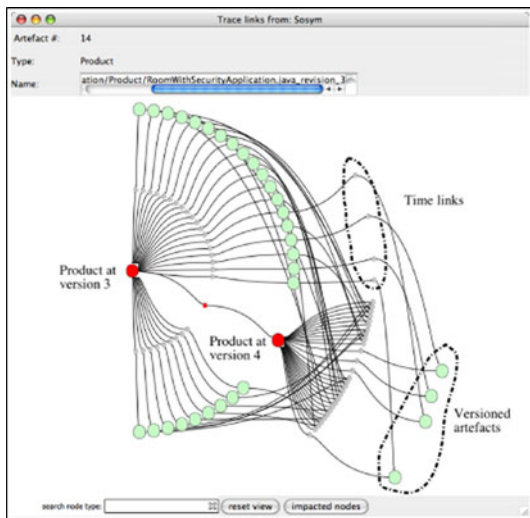 Trace links from: Sosym
Artefact #: 14
Type: Product
Name: ation/Product/RoomWithSecurityApplication.java_revision_3
Time links
Product at
version 3
Product at
version 4
Versioned
artefacts
search node type: reset view impacted nodes